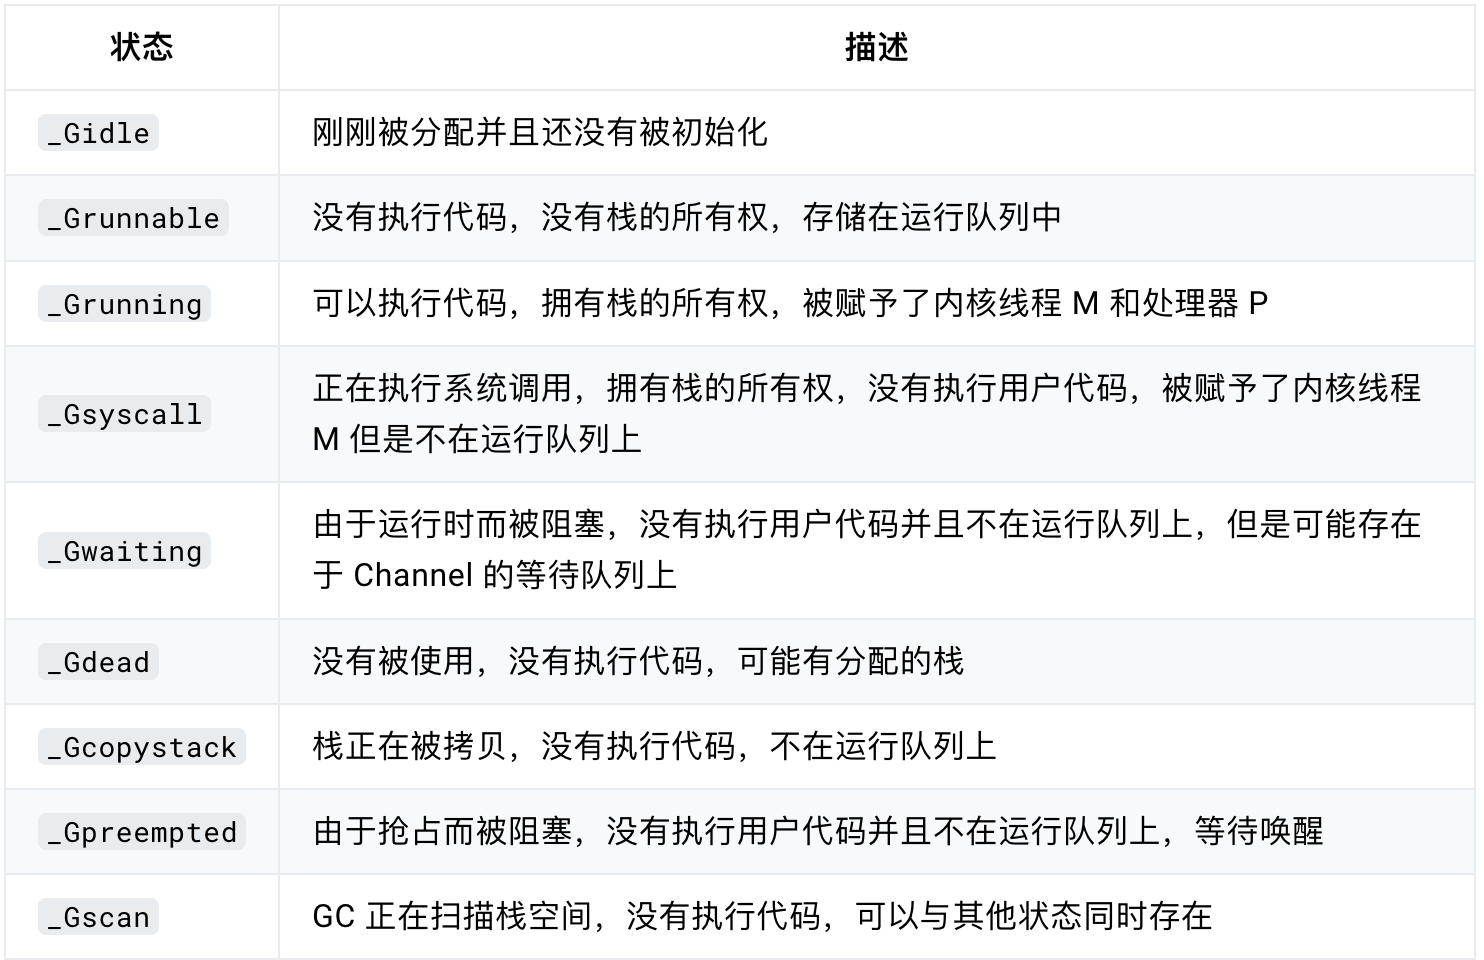 状态 描述
_Gidle 刚刚被分配并且还没有被初始化
_Grunnable 没有执行代码，没有栈的所有权，存储在运行队列中
_Grunning 可以执行代码，拥有栈的所有权，被赋予了内核线程 M 和处理器 P
_Gsyscall 正在执行系统调用，拥有栈的所有权，没有执行用户代码，被赋予了内核线程
M 但是不在运行队列上
_Gwaiting 由于运行时而被阻塞，没有执行用户代码并且不在运行队列上，但是可能存在
于 Channel 的等待队列上
_Gdead 没有被使用，没有执行代码，可能有分配的栈
_Gcopystack 栈正在被拷贝，没有执行代码，不在运行队列上
_Gpreempted 由于抢占而被阻塞，没有执行用户代码并且不在运行队列上，等待唤醒
_Gscan GC 正在扫描栈空间，没有执行代码，可以与其他状态同时存在